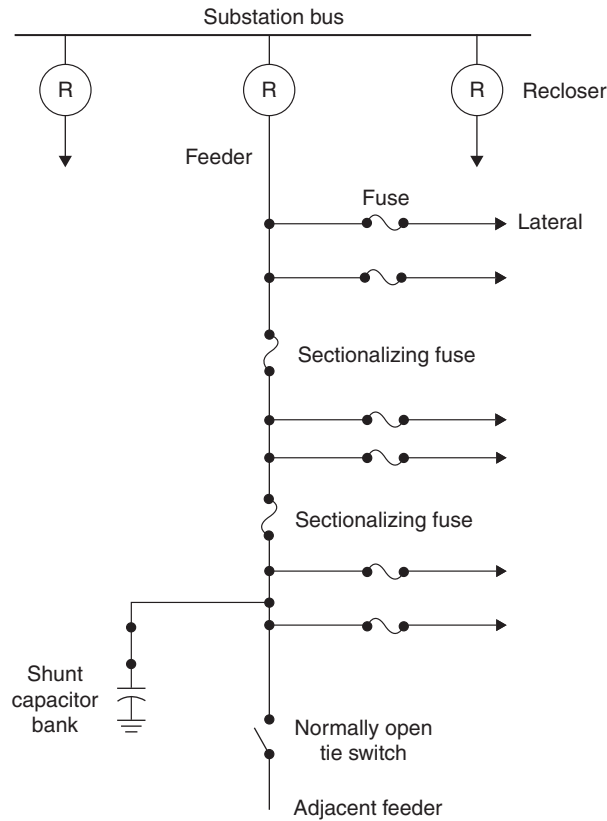 Substation bus
R
R
R
Recloser
Feeder
Fuse
Lateral
Sectionalizing fuse
Sectionalizing fuse
Shunt
capacitor
bank
Normally open
tie switch
Adjacent feeder